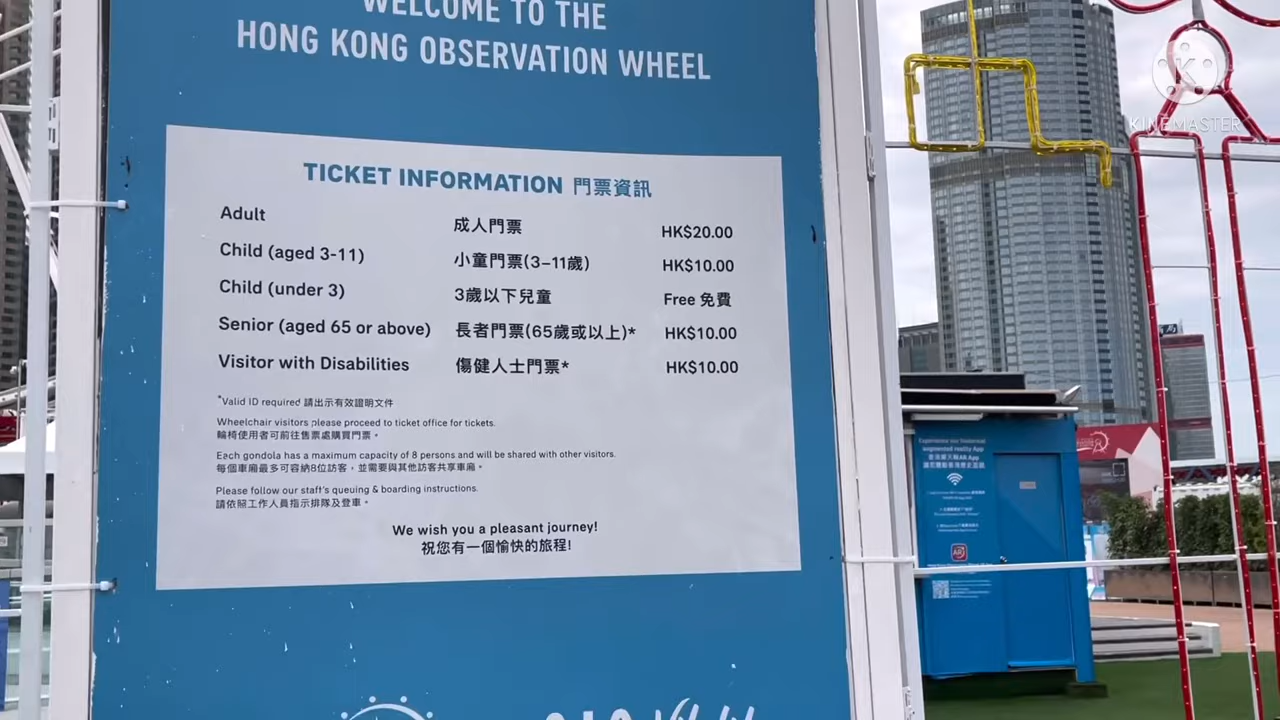 WELCOME TO THE
HONG KONG OBSERVATION WHEEL
TICKET INFORMATION 門票資訊
Adult 成人門票 HK$20.00
Child (aged 3-11) 小童門票(3-11歲) HK$10.00
Child (under 3) 3歲以下兒童 Free 免費
Senior (aged 65 or above) 長者門票(65歲或以上)* HK$10.00
Visitor with Disabilities 傷健人士門票* HK$10.00
*Valid ID required 請出示有效證明文件
Wheelchair visitors please proceed to ticket office for tickets.
輪椅使用者可前往售票處購買門票。
Each gondola has a maximum capacity of 8 persons and will be shared with other visitors.
每個車廂最多可容納8位訪客，並需要與其他訪客共享車廂。
Please follow our staff's queuing & boarding instructions.
請依照工作人員指示排隊及登車。
We wish you a pleasant journey!
祝您有一個愉快的旅程!
K
KINEMASTER
Experience our historical
augmented reality App
AR